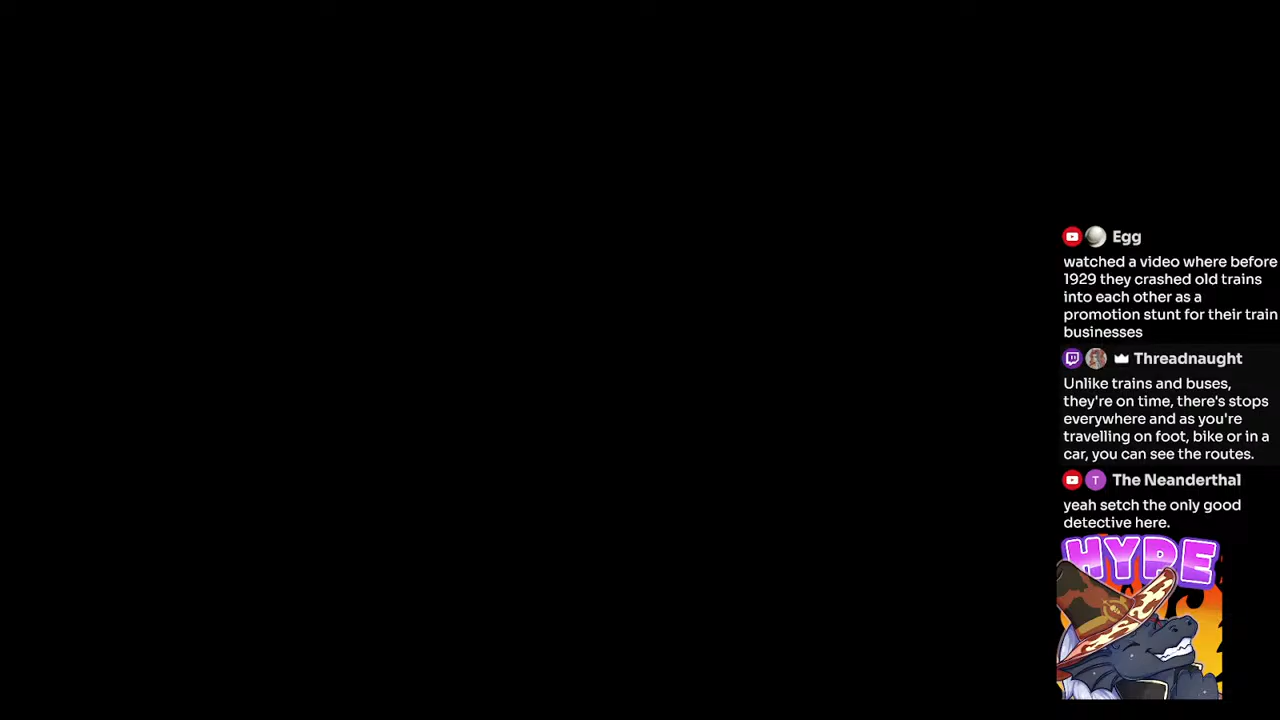 Egg
watched a video where before
1929 they crashed old trains
into each other as a
promotion stunt for their train
businesses
Threadnaught
Unlike trains and buses,
they're on time, there's stops
everywhere and as you're
travelling on foot, bike or in a
car, you can see the routes.
T The Neanderthal
yeah setch the only good
detective here.
HYPE